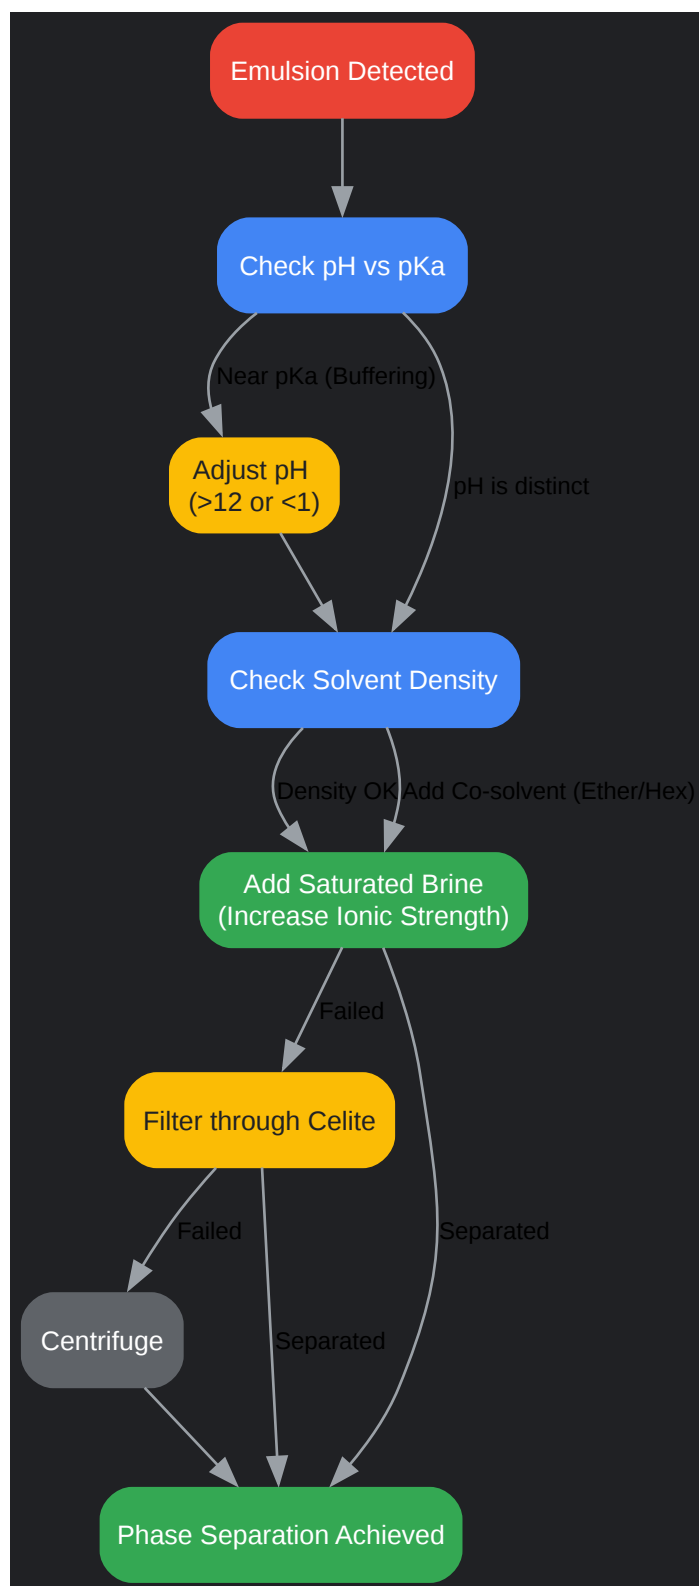 Emulsion Detected
Check pH vs pKa
Near pKa (Buffering)
Adjust pH
(>12 or <1)
pH is distinct
Check Solvent Density
Density OK
Add Co-solvent (Ether/Hex)
Add Saturated Brine
(Increase Ionic Strength)
Failed
Filter through Celite
Failed
Separated
Centrifuge
Separated
Phase Separation Achieved